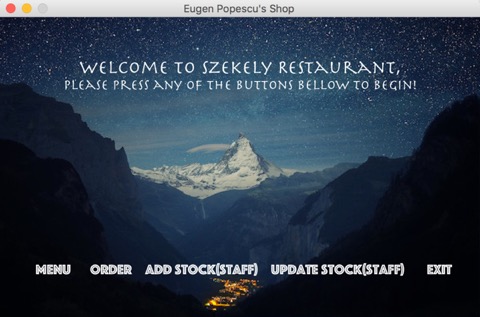 Eugen Popescu's Shop
Welcome to Szekely Restaurant,
Please press any of the buttons bellow to begin!
MENU ORDER ADD STOCK(STAFF) UPDATE STOCK(STAFF) EXIT